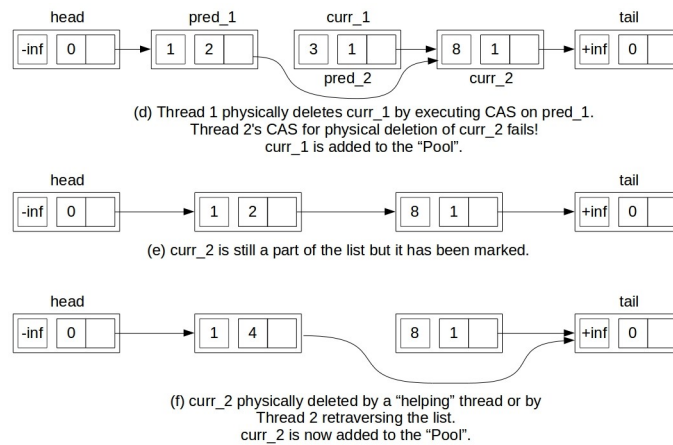 head pred_1 curr_1 tail
-inf 0 1 2 3 1 8 1 +inf 0
pred_2 curr_2
(d) Thread 1 physically deletes curr_1 by executing CAS on pred_1.
Thread 2's CAS for physical deletion of curr_2 fails!
curr_1 is added to the “Pool”.
head tail
-inf 0 1 2 8 1 +inf 0
(e) curr_2 is still a part of the list but it has been marked.
head tail
-inf 0 1 4 8 1 +inf 0
(f) curr_2 physically deleted by a “helping” thread or by
Thread 2 retraversing the list.
curr_2 is now added to the “Pool”.